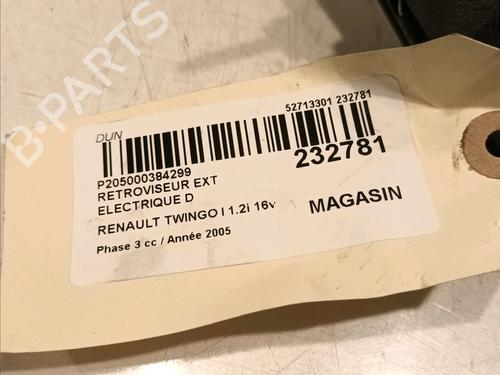 B-PARTS
DUN
52713301 232781
P205000384299
232781
RETROVISEUR EXT
ELECTRIQUE D
RENAULT TWINGO I 1.2i 16v
MAGASIN
Phase 3 cc / Année 2005